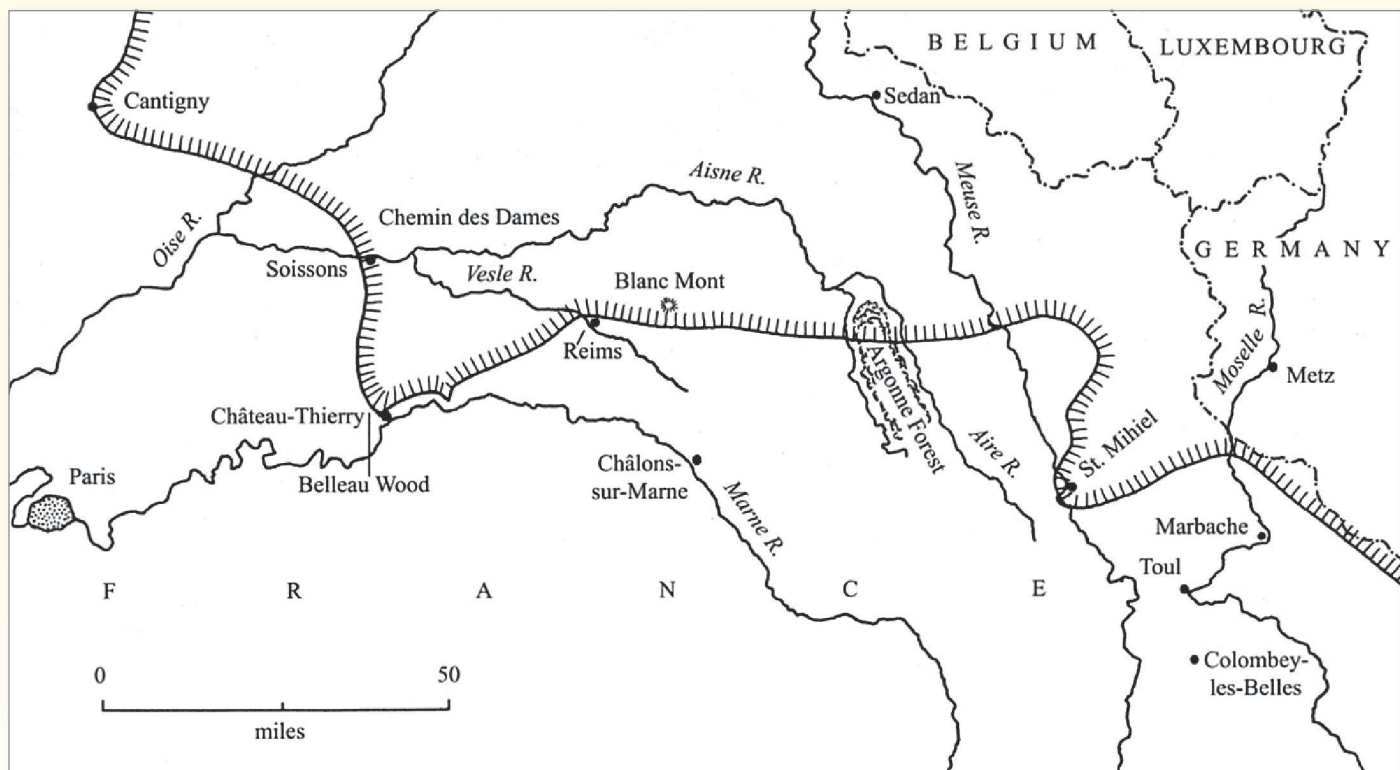 BELGIUM
LUXEMBOURG
Cantigny
Sedan
Aisne R.
Meuse R.
Oise R.
Chemin des Dames
GERMANY
Soissons
Vesle R.
Blanc Mont
Reims
Moselle R.
Metz
Argonne Forest
Château-Thierry
St. Mihiel
Aire R.
Paris
Belleau Wood
Châlons-
sur-Marne
Marne R.
Marbache
Toul
FRANCE
Colombey-
les-Belles
0 50
miles